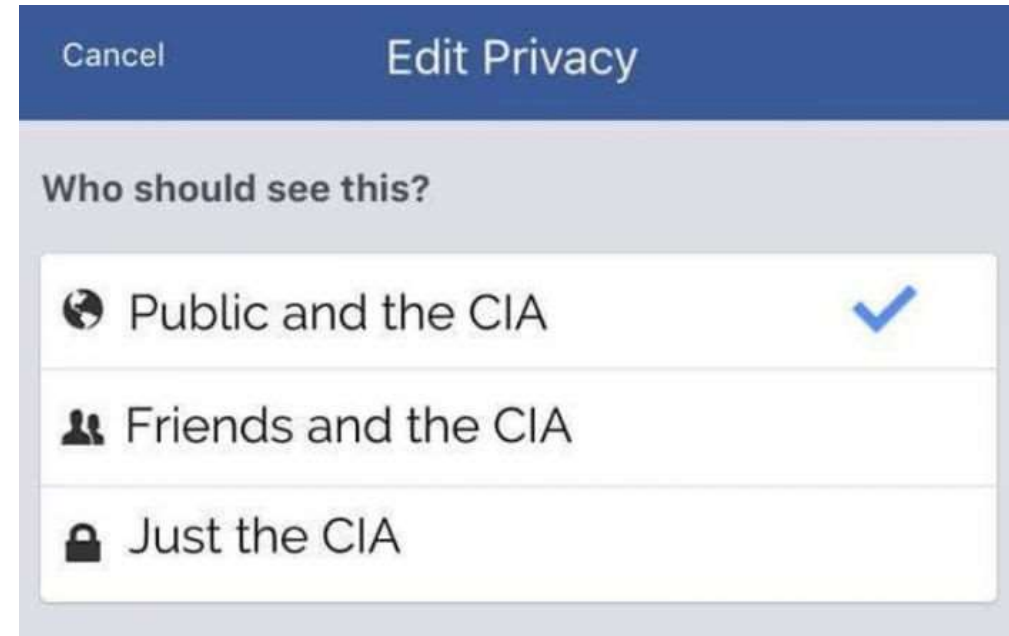 Cancel Edit Privacy
Who should see this?
Public and the CIA
Friends and the CIA
Just the CIA